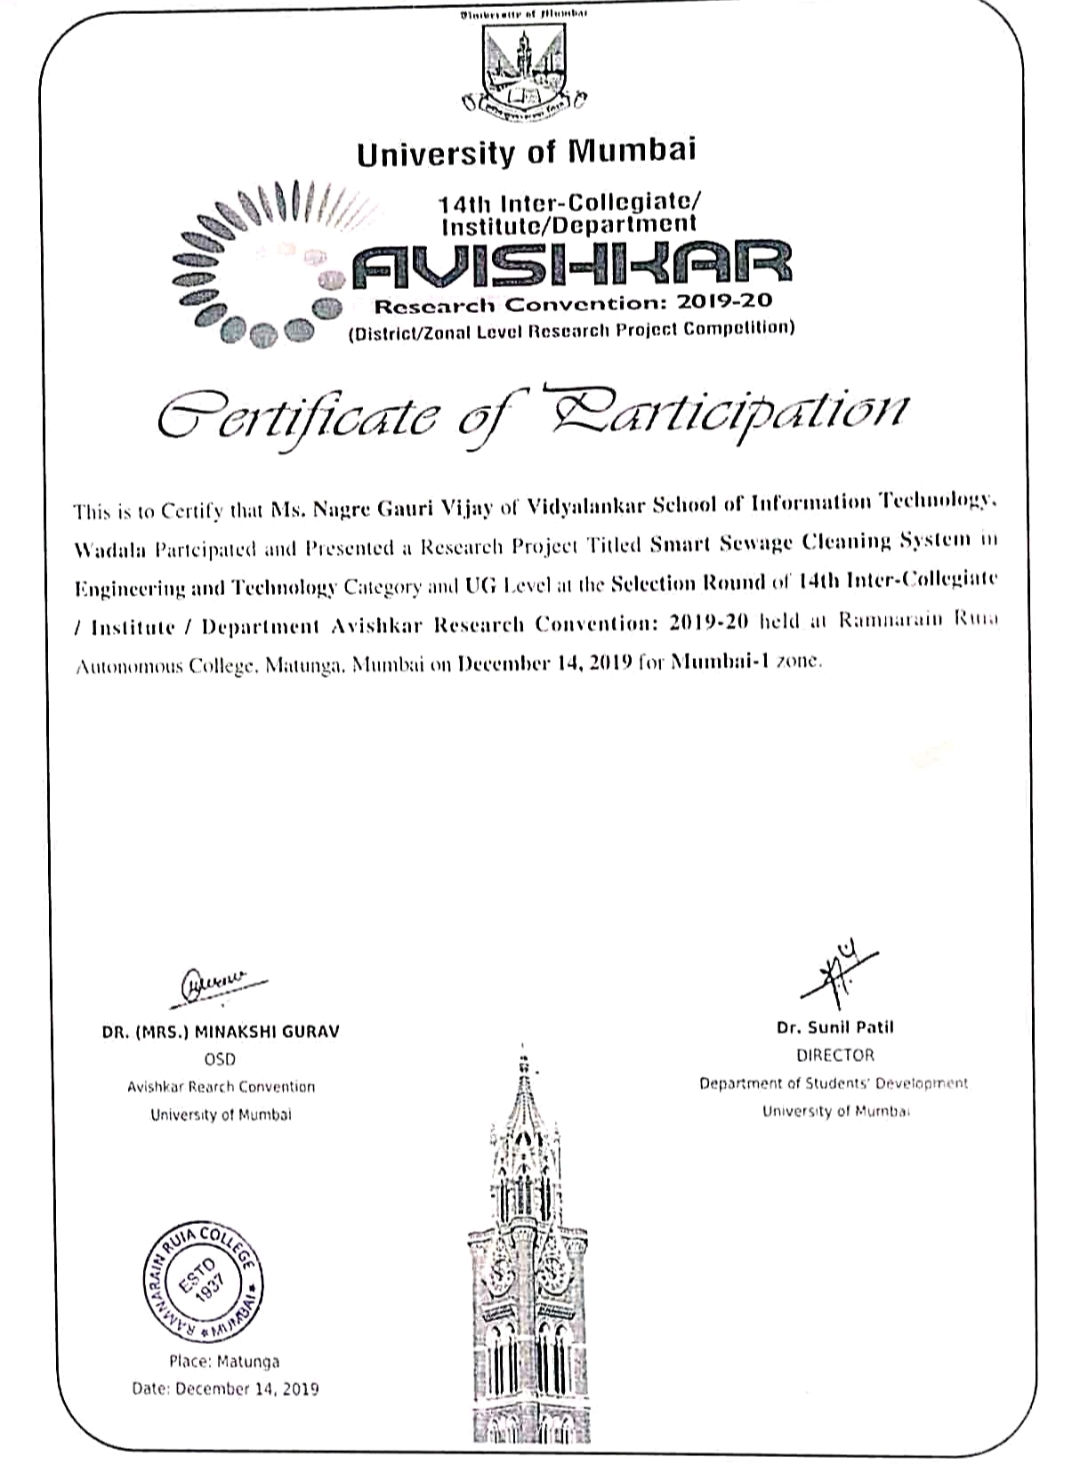 University of Mumbai
University of Mumbai
14th Inter-Collegiate/
Institute/Department
AVISHKAR
Research Convention: 2019-20
(District/Zonal Level Research Project Competition)
Certificate of Participation
This is to Certify that Ms. Nagre Gauri Vijay of Vidyalankar School of Information Technology,
Wadala Partcipated and Presented a Research Project Titled Smart Sewage Cleaning System in
Engineering and Technology Category and UG Level at the Selection Round of 14th Inter-Collegiate
/ Institute / Department Avishkar Research Convention: 2019-20 held at Ramnarain Ruia
Autonomous College, Matunga, Mumbai on December 14, 2019 for Mumbai-1 zone.
DR. (MRS.) MINAKSHI GURAV
OSD
Avishkar Rearch Convention
University of Mumbai
Dr. Sunil Patil
DIRECTOR
Department of Students' Development
University of Mumbai
RAMNARAIN RUIA COLLEGE
MUMBAI
ESTD
1937
Place: Matunga
Date: December 14, 2019